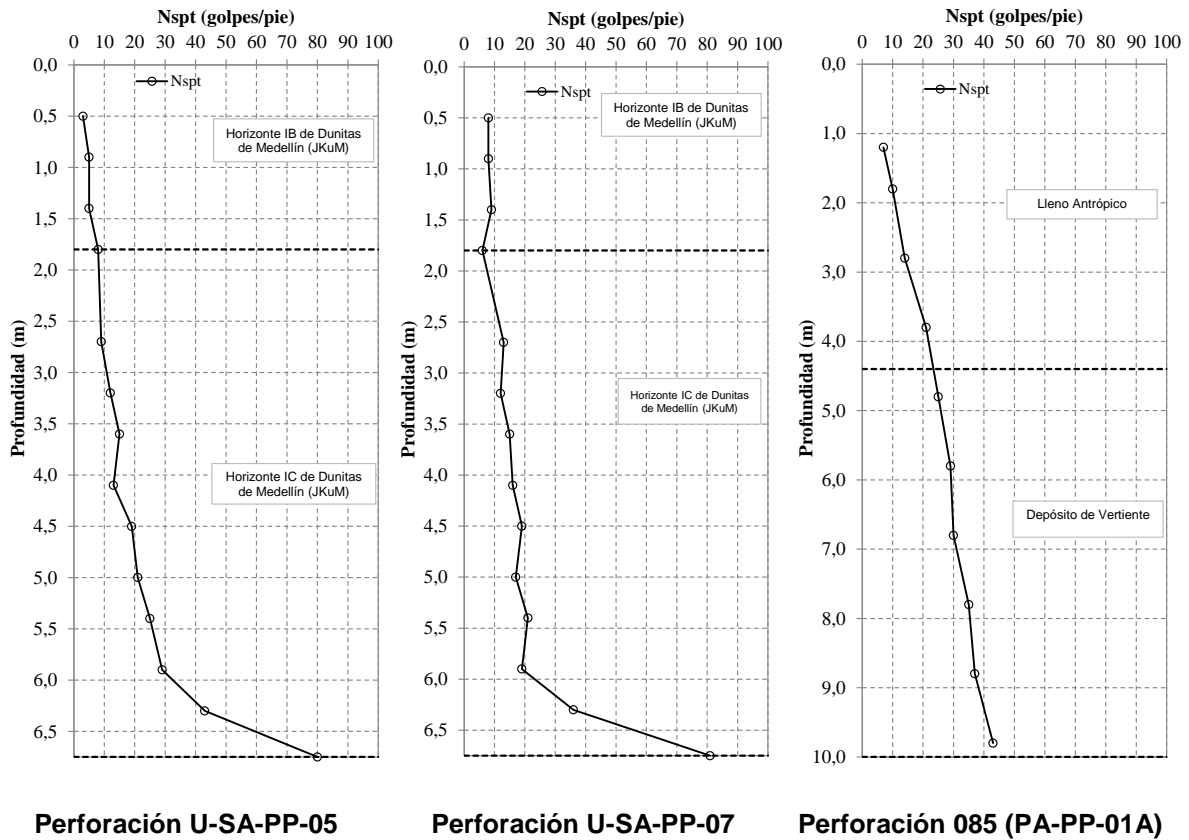 Nspt (golpes/pie)
0 10 20 30 40 50 60 70 80 90 100
Nspt
Horizonte IB de Dunitas
de Medellín (JKuM)
Horizonte IC de Dunitas
de Medellín (JKuM)
Profundidad (m)
0,0
0,5
1,0
1,5
2,0
2,5
3,0
3,5
4,0
4,5
5,0
5,5
6,0
6,5
Perforación U-SA-PP-05
Nspt (golpes/pie)
0 10 20 30 40 50 60 70 80 90 100
Nspt
Horizonte IB de Dunitas
de Medellín (JKuM)
Horizonte IC de Dunitas
de Medellín (JKuM)
Profundidad (m)
0,0
0,5
1,0
1,5
2,0
2,5
3,0
3,5
4,0
4,5
5,0
5,5
6,0
6,5
Perforación U-SA-PP-07
Nspt (golpes/pie)
0 10 20 30 40 50 60 70 80 90 100
Nspt
Lleno Antrópico
Depósito de Vertiente
Profundidad (m)
0,0
1,0
2,0
3,0
4,0
5,0
6,0
7,0
8,0
9,0
10,0
Perforación 085 (PA-PP-01A)